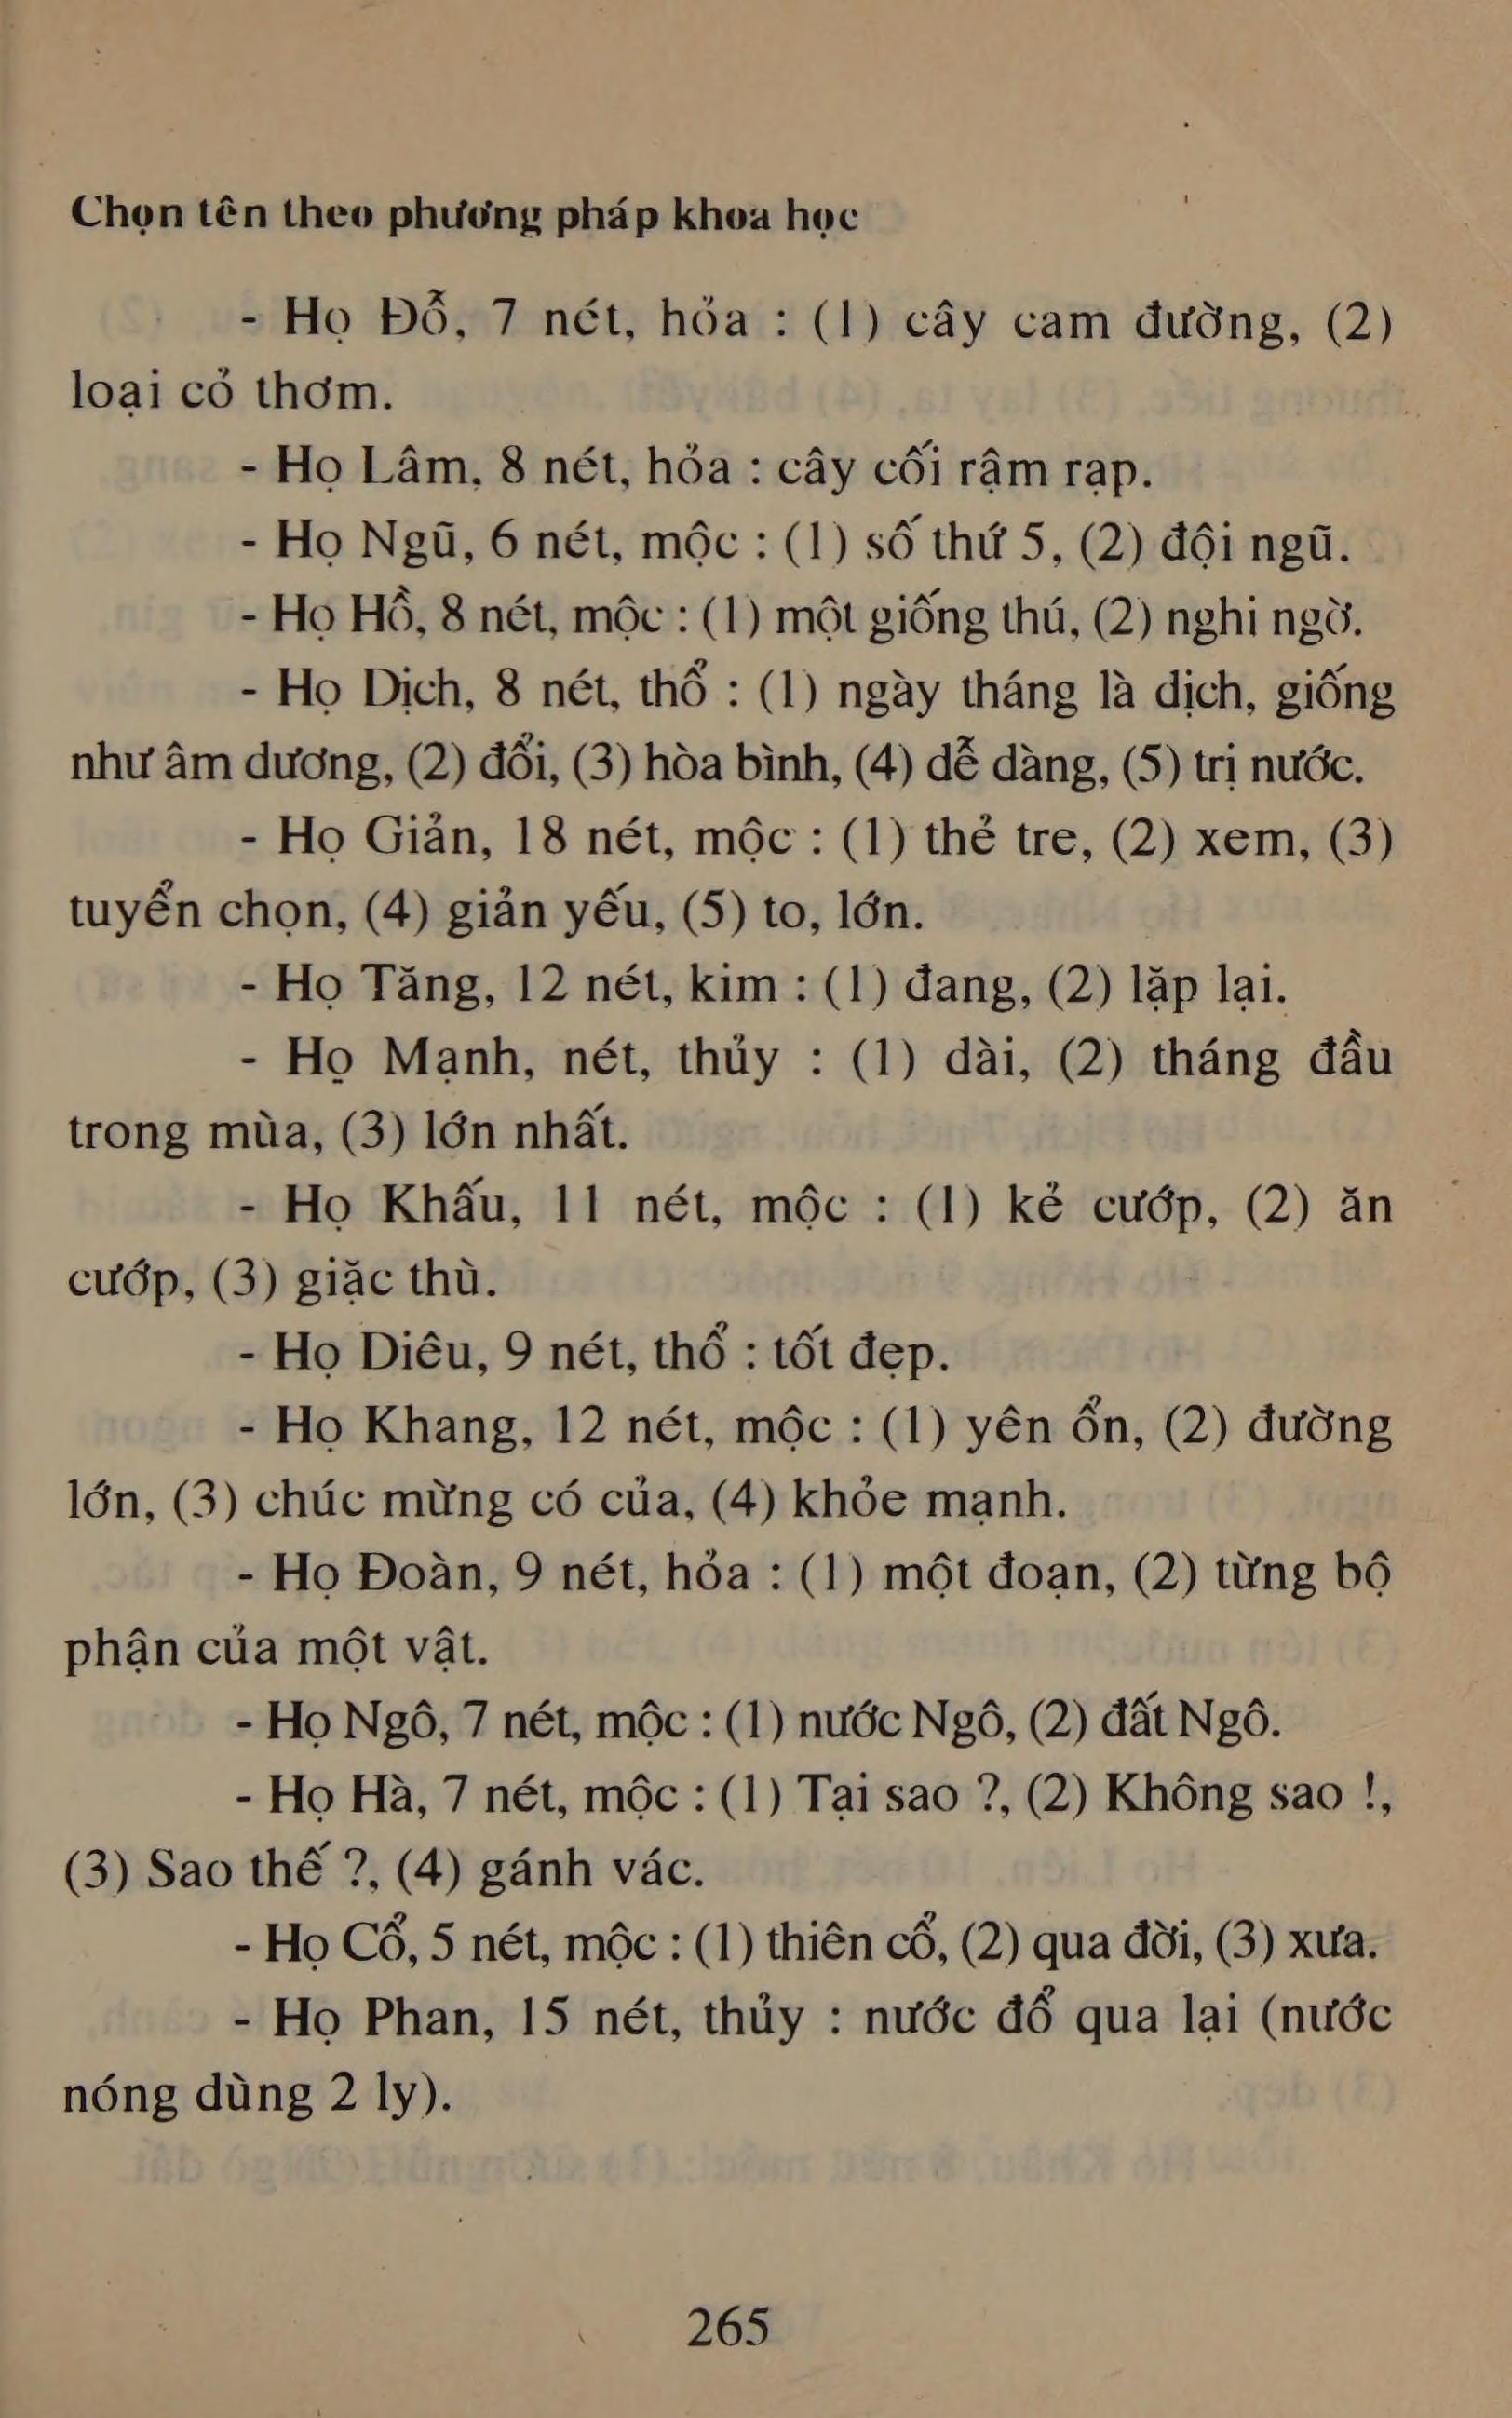 Chọn tên theo phương pháp khoa học
- Họ Đỗ, 7 nét, hỏa : (1) cây cam đường, (2)
loại cỏ thơm.
- Họ Lâm, 8 nét, hỏa : cây cối rậm rạp.
- Họ Ngũ, 6 nét, mộc : (1) số thứ 5, (2) đội ngũ.
- Họ Hồ, 8 nét, mộc : (1) một giống thú, (2) nghi ngờ.
- Họ Dịch, 8 nét, thổ : (1) ngày tháng là dịch, giống
như âm dương, (2) đổi, (3) hòa bình, (4) dễ dàng, (5) trị nước.
- Họ Giản, 18 nét, mộc : (1) thẻ tre, (2) xem, (3)
tuyển chọn, (4) giản yếu, (5) to, lớn.
- Họ Tăng, 12 nét, kim : (1) đang, (2) lặp lại.
- Họ Mạnh, nét, thủy : (1) dài, (2) tháng đầu
trong mùa, (3) lớn nhất.
- Họ Khấu, 11 nét, mộc : (1) kẻ cướp, (2) ăn
cướp, (3) giặc thù.
- Họ Diêu, 9 nét, thổ : tốt đẹp.
- Họ Khang, 12 nét, mộc : (1) yên ổn, (2) đường
lớn, (3) chúc mừng có của, (4) khỏe mạnh.
- Họ Đoàn, 9 nét, hỏa : (1) một đoạn, (2) từng bộ
phận của một vật.
- Họ Ngô, 7 nét, mộc : (1) nước Ngô, (2) đất Ngô.
- Họ Hà, 7 nét, mộc : (1) Tại sao ?, (2) Không sao !,
(3) Sao thế ?, (4) gánh vác.
- Họ Cổ, 5 nét, mộc : (1) thiên cổ, (2) qua đời, (3) xưa.
- Họ Phan, 15 nét, thủy : nước đổ qua lại (nước
nóng dùng 2 ly).
265